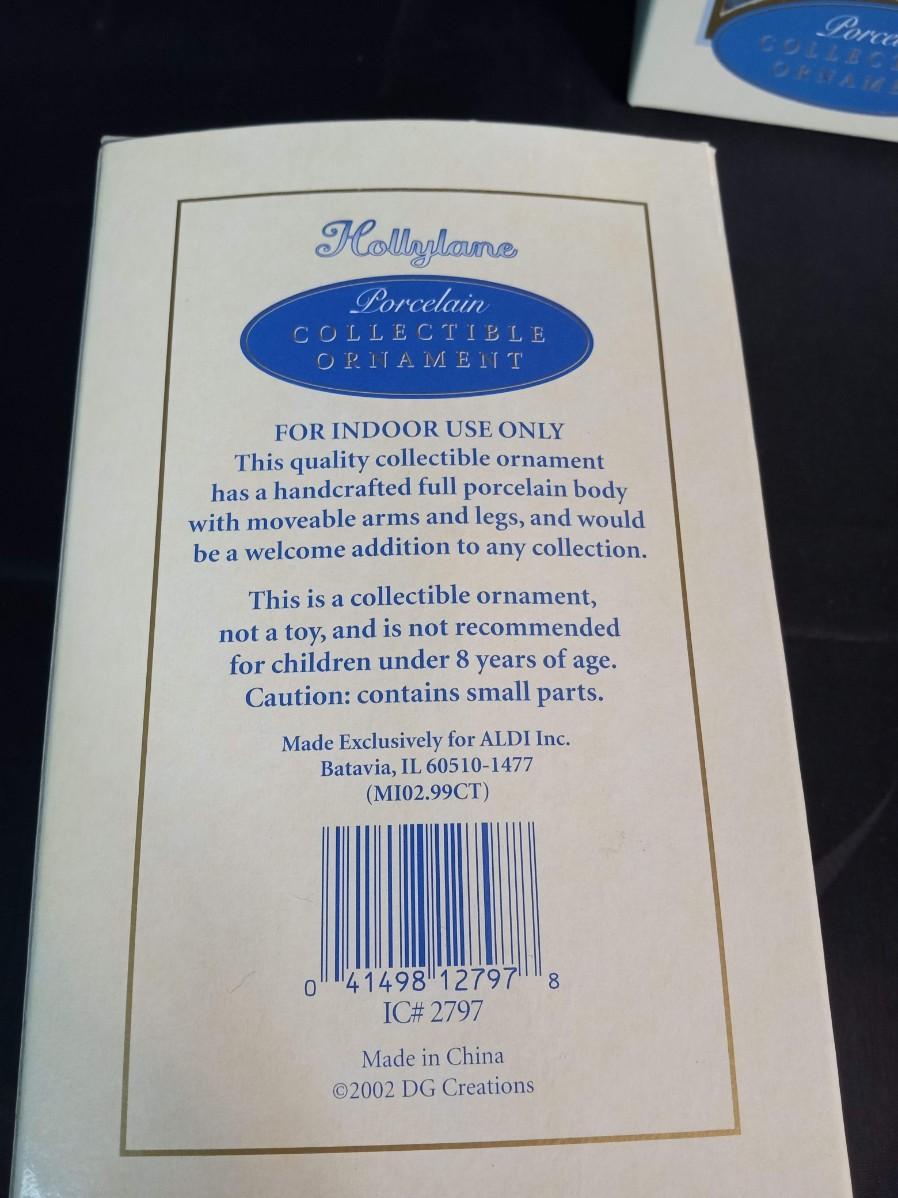 Hollylane
Porcelain
COLLECTIBLE
ORNAMENT
FOR INDOOR USE ONLY
This quality collectible ornament
has a handcrafted full porcelain body
with moveable arms and legs, and would
be a welcome addition to any collection.
This is a collectible ornament,
not a toy, and is not recommended
for children under 8 years of age.
Caution: contains small parts.
Made Exclusively for ALDI Inc.
Batavia, IL 60510-1477
(MI02.99CT)
0 41498 12797 8
IC# 2797
Made in China
©2002 DG Creations